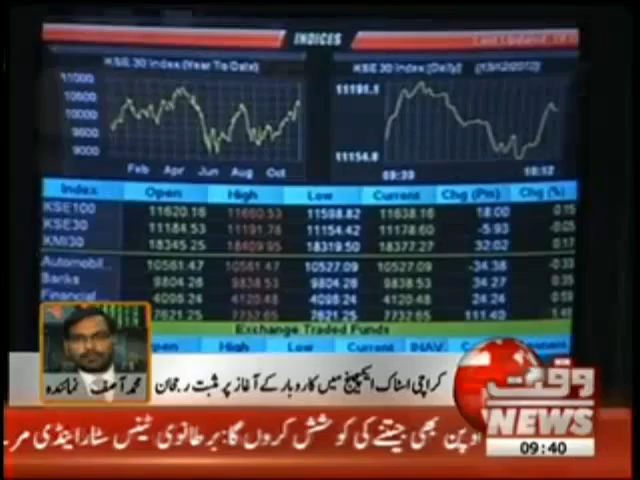 INDICES
KSE 30 Index (Year To Date)
11000
10500
10000
9500
9000
Feb Apr Jun Aug Oct
KSE 30 Index (Daily)
11191.1
11154.6
Index Open High Low Current Chg (Pts) Chg (%)
KSE100 11620.16 11660.53 11598.82 11638.16 18.00 0.15
KSE30 11184.53 11191.78 11154.42 11178.60 -5.93 -0.05
KMI30 18345.25 18409.95 18319.50 18377.27 32.02 0.17
Automobil... 10561.47 10561.47 10527.09 10527.09 -34.38 -0.33
Banks 9804.26 9838.53 9804.26 9838.53 34.27 0.35
Financial 4096.24 4120.48 4096.24 4120.48 24.24 0.59
7621.25 7732.65 7621.25 7732.65 111.40
Exchange Traded Funds
Open High Low Current INAV
محمد آصف نمائندہ
کراچی اسٹاک ایکسچینج میں کاروبار کے آغاز پر مثبت رجحان
وقت
NEWS
09:40
اوپن بھی جیتنے کی کوشش کروں گا: برطانوی ٹینس سٹار اینڈی مر